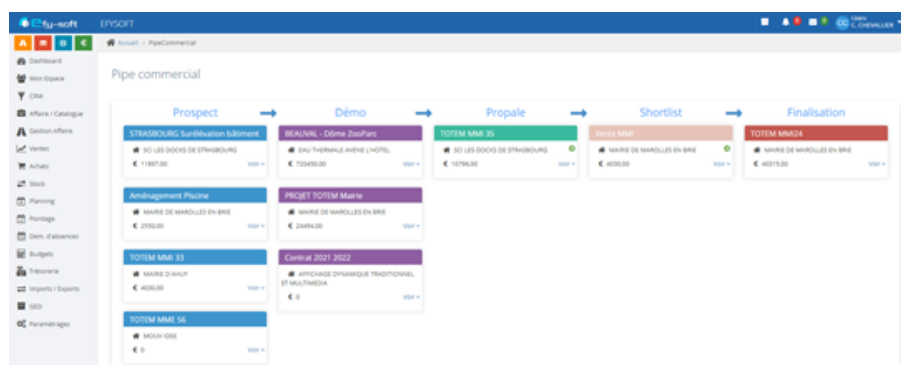 efy-soft
EFYSOFT
C. CHEVALLIER
Accueil > PipeCommercial
Dashboard
Mon Espace
CRM
Affaire / Catalogue
Gestion Affaire
Ventes
Achats
Stock
Planning
Pointage
Dem. d'absences
Budgets
Trésorerie
Imports / Exports
GED
Paramétrages
Pipe commercial
Prospect
STRASBOURG Surélévation bâtiment
SO LES DOCKS DE STRASBOURG
€ 11897.00 Voir +
Aménagement Piscine
MAIRIE DE MAROLLES EN BRIE
€ 2550.00 Voir +
TOTEM MMI 33
MAIRIE D AHUY
€ 4030.00 Voir +
TOTEM MME 56
MOUV IDEE
€ 0 Voir +
Démo
BEAUVAL - Dôme ZooParc
EAU THERMALE AVENE L'HOTEL
€ 720450.00 Voir +
PROJET TOTEM Mairie
MAIRIE DE MAROLLES EN BRIE
€ 24494.00 Voir +
Contrat 2021 2022
AFFICHAGE DYNAMIQUE TRADITIONNEL
ET MULTIMEDIA
€ 0 Voir +
Propale
TOTEM MMI 35
SO LES DOCKS DE STRASBOURG
€ 10796.00 Voir +
Shortlist
Vente MMI
MAIRIE DE MAROLLES EN BRIE
€ 4030.00 Voir +
Finalisation
TOTEM MMI24
MAIRIE DE MAROLLES EN BRIE
€ 40315.00 Voir +